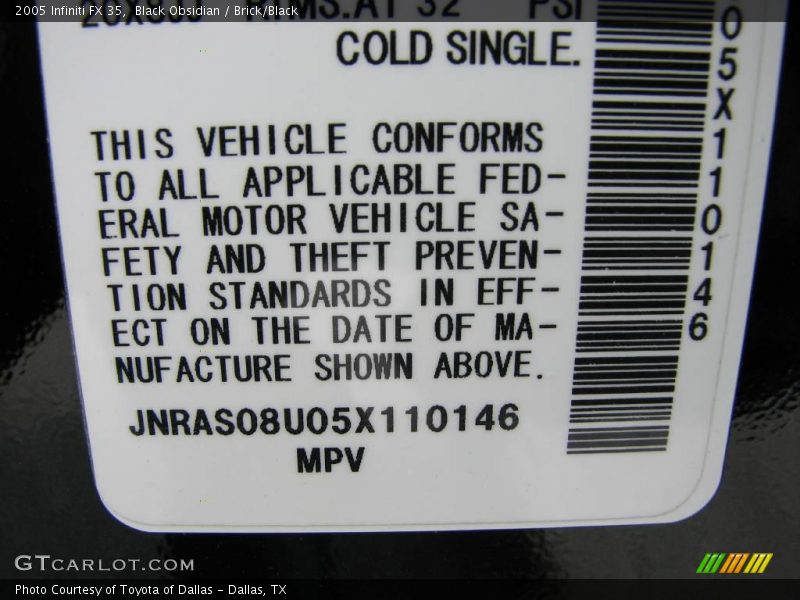 2005 Infiniti FX 35, Black Obsidian / Brick/Black
32 PSI
COLD SINGLE.
THIS VEHICLE CONFORMS
TO ALL APPLICABLE FED-
ERAL MOTOR VEHICLE SA-
FETY AND THEFT PREVEN-
TION STANDARDS IN EFF-
ECT ON THE DATE OF MA-
NUFACTURE SHOWN ABOVE.
JNRAS08U05X110146
MPV
05X110146
GTCARLOT.COM
Photo Courtesy of Toyota of Dallas - Dallas, TX